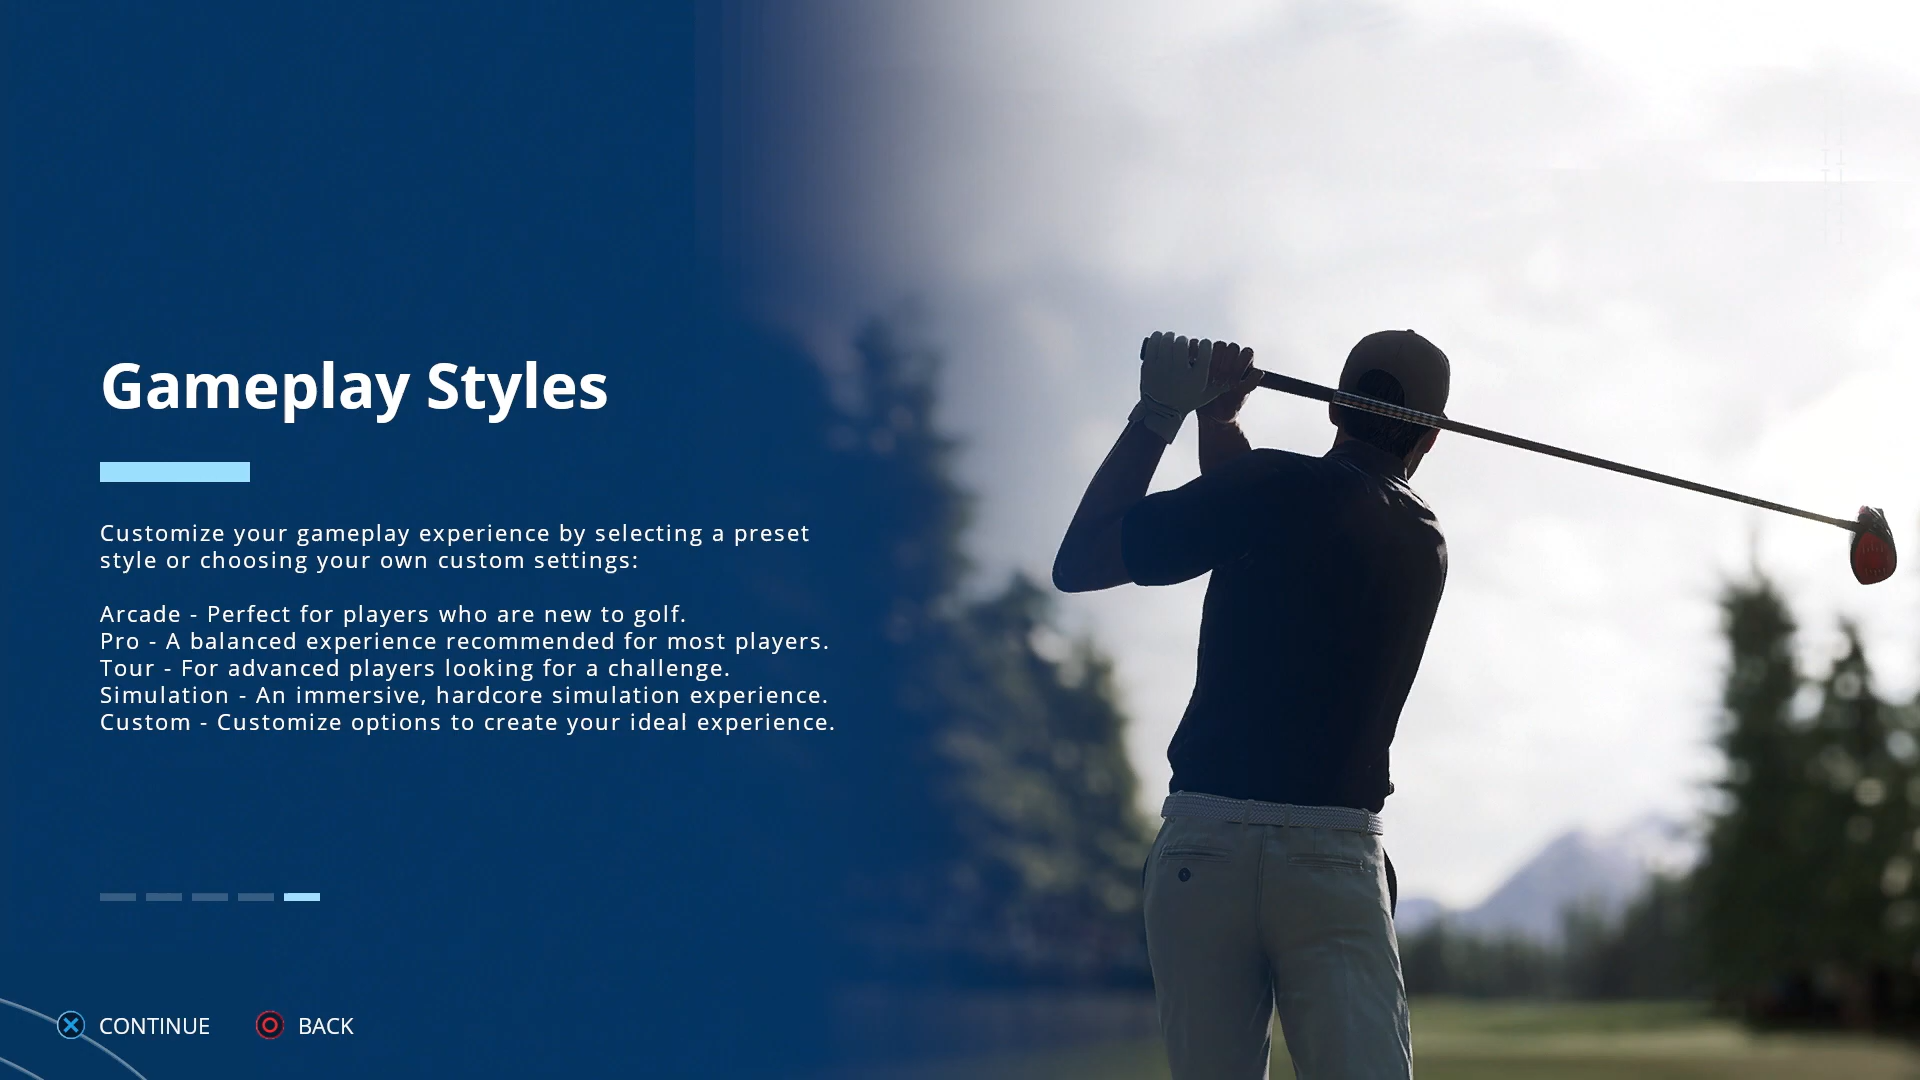 Gameplay Styles
Customize your gameplay experience by selecting a preset
style or choosing your own custom settings:
Arcade - Perfect for players who are new to golf.
Pro - A balanced experience recommended for most players.
Tour - For advanced players looking for a challenge.
Simulation - An immersive, hardcore simulation experience.
Custom - Customize options to create your ideal experience.
CONTINUE BACK